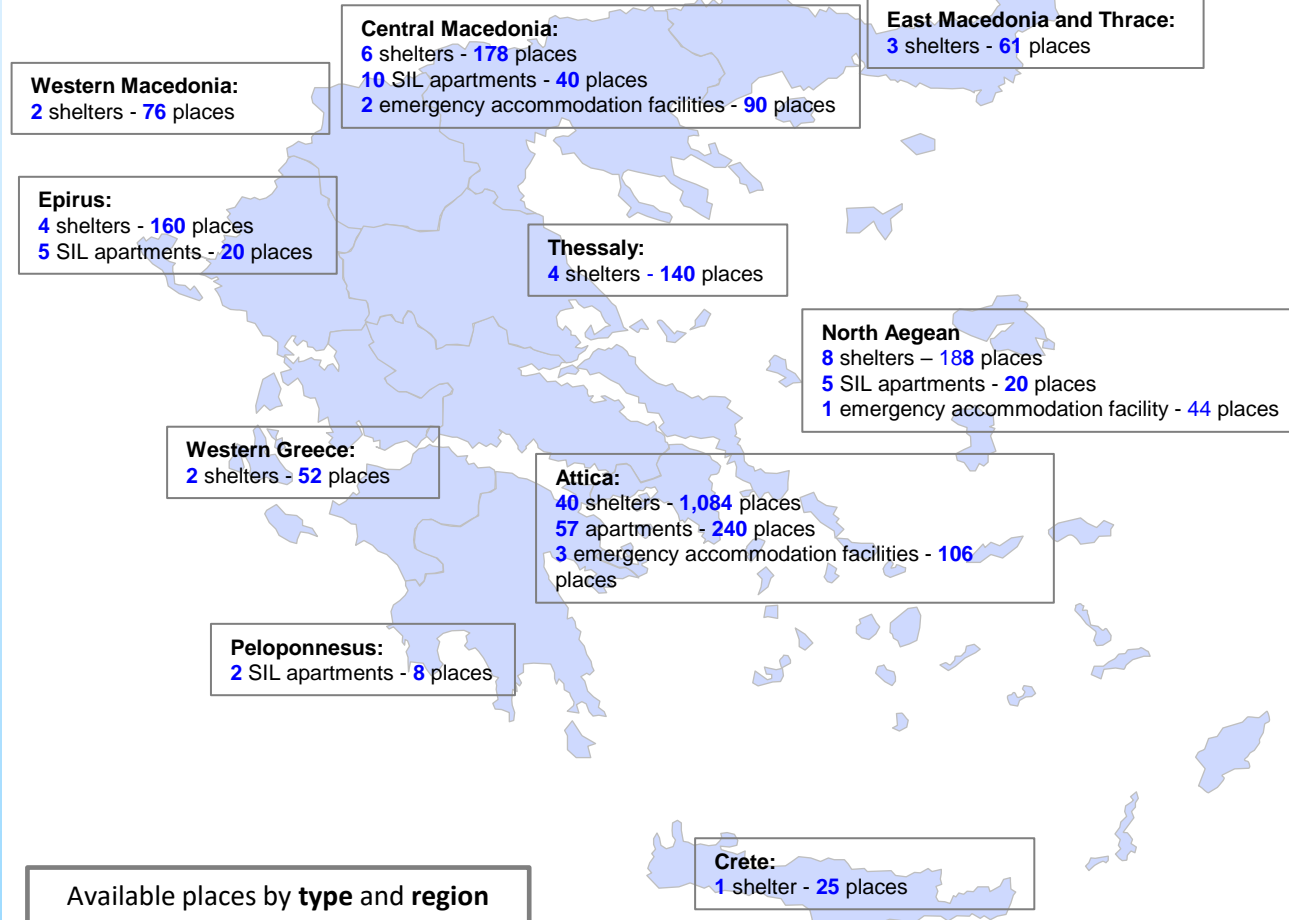 Central Macedonia:
6 shelters - 178 places
10 SIL apartments - 40 places
2 emergency accommodation facilities - 90 places
East Macedonia and Thrace:
3 shelters - 61 places
Western Macedonia:
2 shelters - 76 places
Epirus:
4 shelters - 160 places
5 SIL apartments - 20 places
Thessaly:
4 shelters - 140 places
North Aegean
8 shelters – 188 places
5 SIL apartments - 20 places
1 emergency accommodation facility - 44 places
Western Greece:
2 shelters - 52 places
Attica:
40 shelters - 1,084 places
57 apartments - 240 places
3 emergency accommodation facilities - 106
places
Peloponnesus:
2 SIL apartments - 8 places
Crete:
1 shelter - 25 places
Available places by type and region